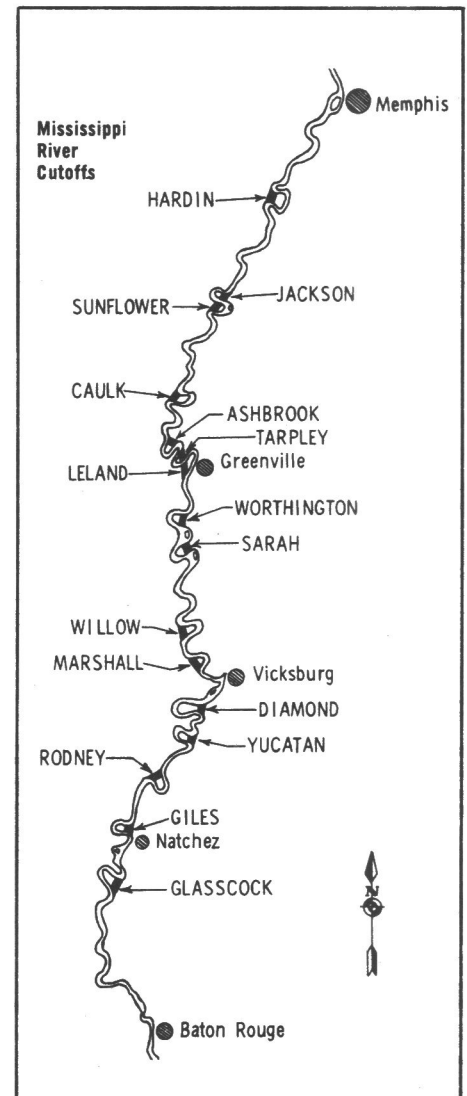 Memphis
Mississippi
River
Cutoffs
HARDIN
JACKSON
SUNFLOWER
CAULK
ASHBROOK
TARPLEY
Greenville
LELAND
WORTHINGTON
SARAH
WILLOW
MARSHALL
Vicksburg
DIAMOND
YUCATAN
RODNEY
GILES
Natchez
GLASSCOCK
N
Baton Rouge